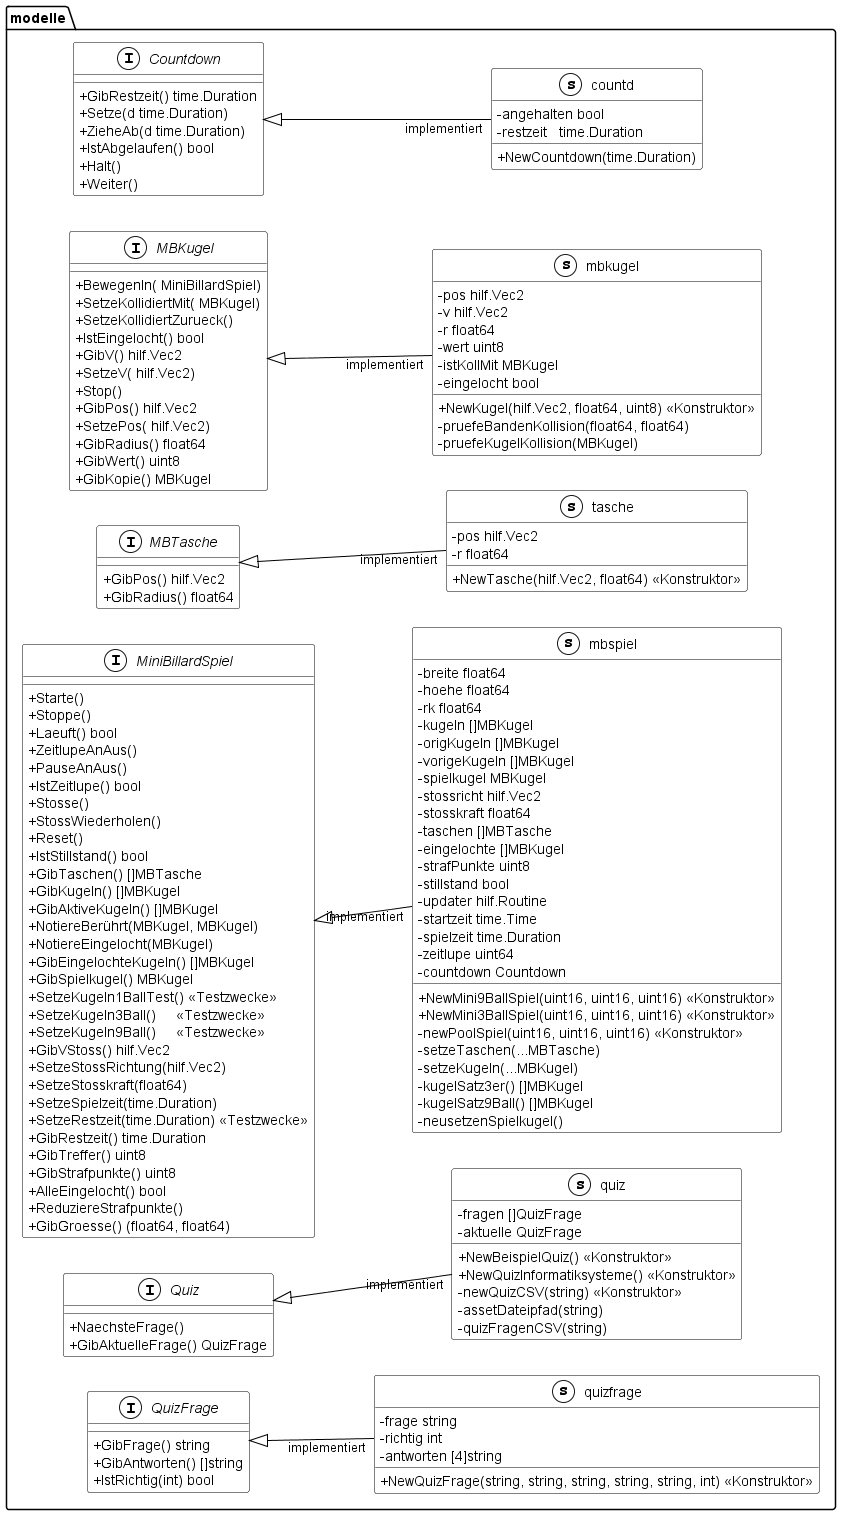 modelle
I Countdown
+GibRestzeit() time.Duration
+Setze(d time.Duration)
+ZieheAb(d time.Duration)
+IstAbgelaufen() bool
+Halt()
+Weiter()
implementiert
s countd
-angehalten bool
-restzeit time.Duration
+NewCountdown(time.Duration)
I MBKugel
+BewegenIn( MiniBillardSpiel)
+SetzeKollidiertMit( MBKugel)
+SetzeKollidiertZurueck()
+IstEingelocht() bool
+GibV() hilf.Vec2
+SetzeV( hilf.Vec2)
+Stop()
+GibPos() hilf.Vec2
+SetzePos( hilf.Vec2)
+GibRadius() float64
+GibWert() uint8
+GibKopie() MBKugel
implementiert
s mbkugel
-pos hilf.Vec2
-v hilf.Vec2
-r float64
-wert uint8
-istKollMit MBKugel
-eingelocht bool
+NewKugel(hilf.Vec2, float64, uint8) «Konstruktor»
-pruefeBandenKollision(float64, float64)
-pruefeKugelKollision(MBKugel)
I MBTasche
+GibPos() hilf.Vec2
+GibRadius() float64
implementiert
s tasche
-pos hilf.Vec2
-r float64
+NewTasche(hilf.Vec2, float64) «Konstruktor»
I MiniBillardSpiel
+Starte()
+Stoppe()
+Laeuft() bool
+ZeitlupeAnAus()
+PauseAnAus()
+IstZeitlupe() bool
+Stosse()
+StossWiederholen()
+Reset()
+IstStillstand() bool
+GibTaschen() []MBTasche
+GibKugeln() []MBKugel
+GibAktiveKugeln() []MBKugel
+NotiereBerührt(MBKugel, MBKugel)
+NotiereEingelocht(MBKugel)
+GibEingelochteKugeln() []MBKugel
+GibSpielkugel() MBKugel
+SetzeKugeln1BallTest() «Testzwecke»
+SetzeKugeln3Ball() «Testzwecke»
+SetzeKugeln9Ball() «Testzwecke»
+GibVStoss() hilf.Vec2
+SetzeStossRichtung(hilf.Vec2)
+SetzeStosskraft(float64)
+SetzeSpielzeit(time.Duration)
+SetzeRestzeit(time.Duration) «Testzwecke»
+GibRestzeit() time.Duration
+GibTreffer() uint8
+GibStrafpunkte() uint8
+AlleEingelocht() bool
+ReduziereStrafpunkte()
+GibGroesse() (float64, float64)
implementiert
s mbspiel
-breite float64
-hoehe float64
-rk float64
-kugeln []MBKugel
-origKugeln []MBKugel
-vorigeKugeln []MBKugel
-spielkugel MBKugel
-stossricht hilf.Vec2
-stosskraft float64
-taschen []MBTasche
-eingelochte []MBKugel
-strafPunkte uint8
-stillstand bool
-updater hilf.Routine
-startzeit time.Time
-spielzeit time.Duration
-zeitlupe uint64
-countdown Countdown
+NewMini9BallSpiel(uint16, uint16, uint16) «Konstruktor»
+NewMini3BallSpiel(uint16, uint16, uint16) «Konstruktor»
-newPoolSpiel(uint16, uint16, uint16) «Konstruktor»
-setzeTaschen(...MBTasche)
-setzeKugeln(...MBKugel)
-kugelSatz3er() []MBKugel
-kugelSatz9Ball() []MBKugel
-neusetzenSpielkugel()
I Quiz
+NaechsteFrage()
+GibAktuelleFrage() QuizFrage
implementiert
s quiz
-fragen []QuizFrage
-aktuelle QuizFrage
+NewBeispielQuiz() «Konstruktor»
+NewQuizInformatiksysteme() «Konstruktor»
-newQuizCSV(string) «Konstruktor»
-assetDateipfad(string)
-quizFragenCSV(string)
I QuizFrage
+GibFrage() string
+GibAntworten() []string
+IstRichtig(int) bool
implementiert
s quizfrage
-frage string
-richtig int
-antworten [4]string
+NewQuizFrage(string, string, string, string, string, int) «Konstruktor»